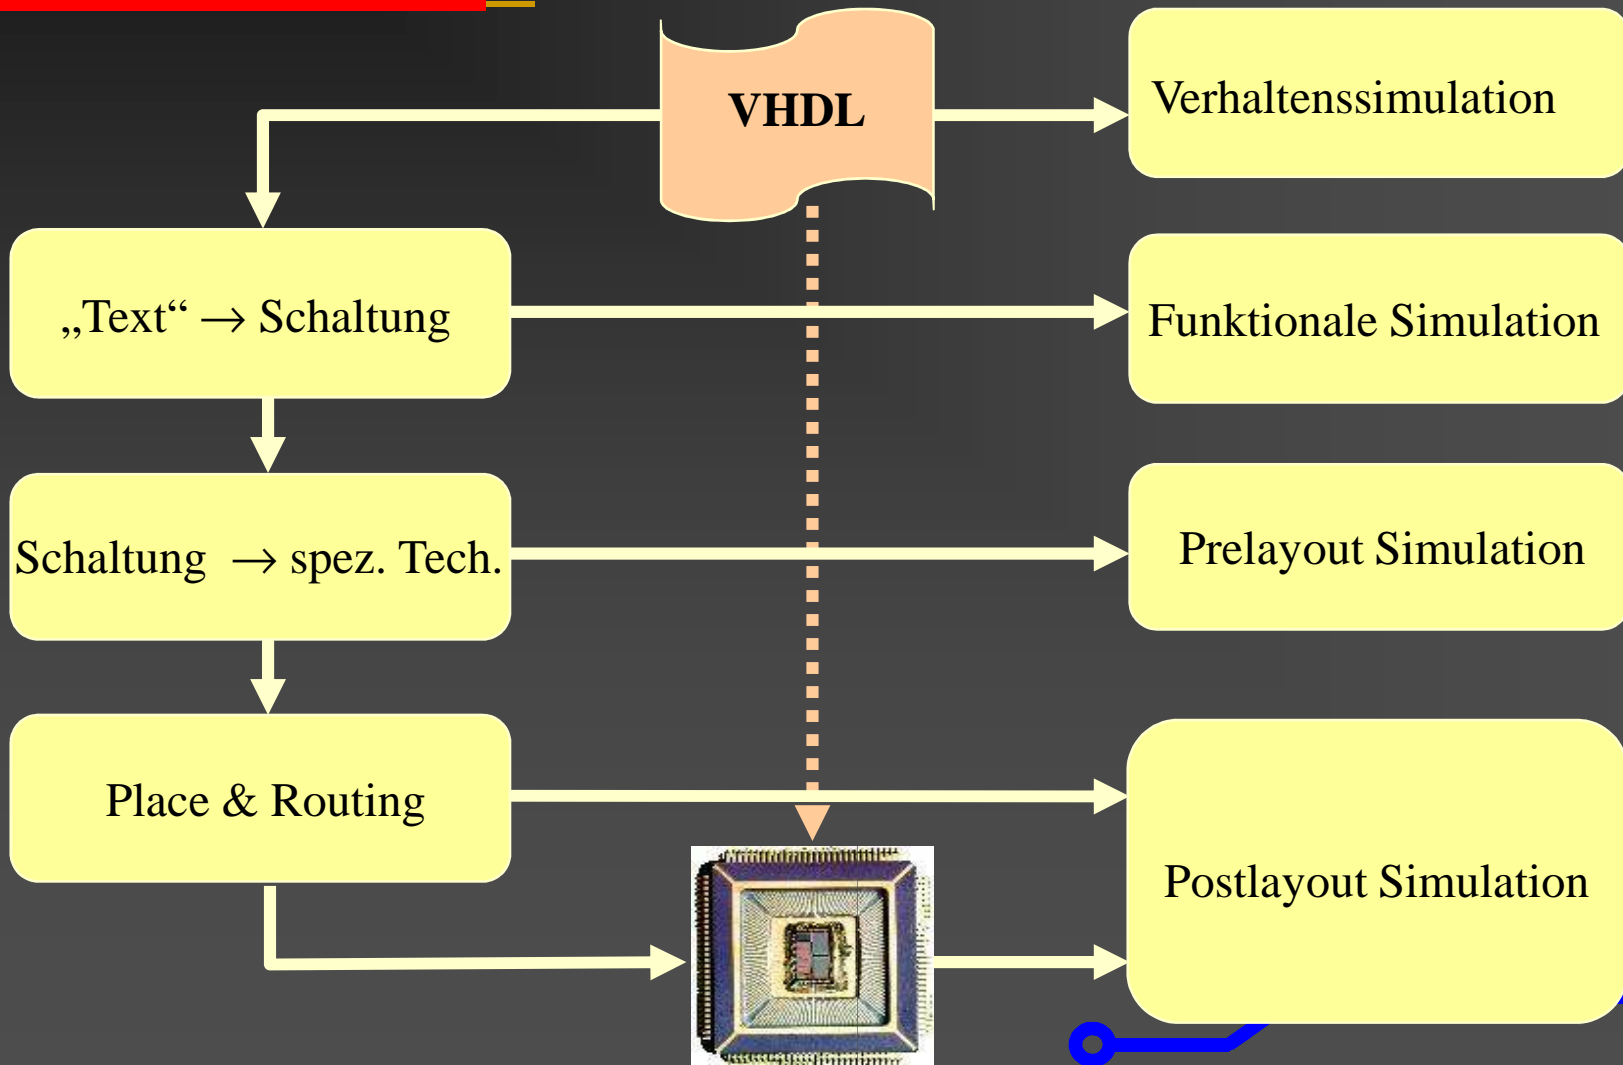 VHDL
Verhaltenssimulation
„Text“ → Schaltung
Funktionale Simulation
Schaltung → spez. Tech.
Prelayout Simulation
Place & Routing
Postlayout Simulation